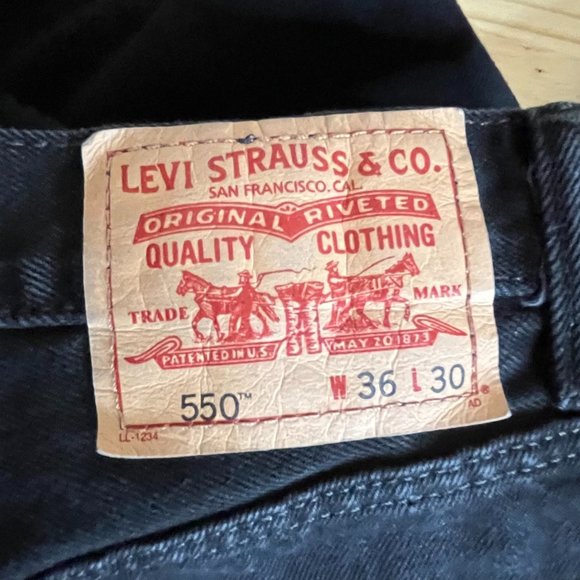 LEVI STRAUSS & CO.
SAN FRANCISCO, CAL.
ORIGINAL RIVETED
QUALITY CLOTHING
TRADE MARK
PATENTED IN U.S. MAY 20 1873
550™ W 36 L 30
LL-1234 AD ®